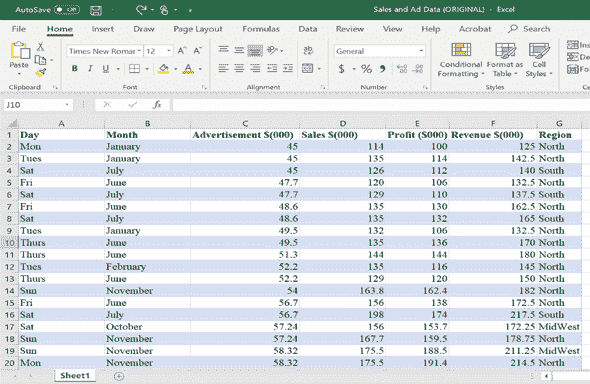 AutoSave Off Sales and Ad Data (ORIGINAL) - Excel
File Home Insert Draw Page Layout Formulas Data Review View Help Acrobat Search
Paste Times New Romar 12 A A General Conditional Format as Cell Ins
B I U A $ % , Formatting Table Styles De
Fo
Clipboard Font Alignment Number Styles
J10 fx
A B C D E F G
1 Day Month Advertisement $(000) Sales $(000) Profit ($000) Revenue $(000) Region
2 Mon January 45 114 100 125 North
3 Tues January 45 135 114 142.5 North
4 Sat July 45 126 112 140 South
5 Fri June 47.7 120 106 132.5 North
6 Sat July 47.7 129 110 137.5 South
7 Fri June 48.6 135 130 162.5 North
8 Sat July 48.6 135 132 165 South
9 Tues January 49.5 132 106 132.5 North
10 Thurs June 49.5 135 136 170 North
11 Thurs June 51.3 144 144 180 North
12 Tues February 52.2 135 116 145 North
13 Thurs June 52.2 129 120 150 North
14 Sun November 54 163.8 162.4 182 North
15 Fri June 56.7 156 138 172.5 North
16 Sat July 56.7 198 174 217.5 South
17 Sat October 57.24 156 153.7 172.25 MidWest
18 Sun November 57.24 167.7 159.5 178.75 North
19 Sun November 58.32 175.5 188.5 211.25 MidWest
20 Mon November 58.32 175.5 191.4 214.5 North
Sheet1